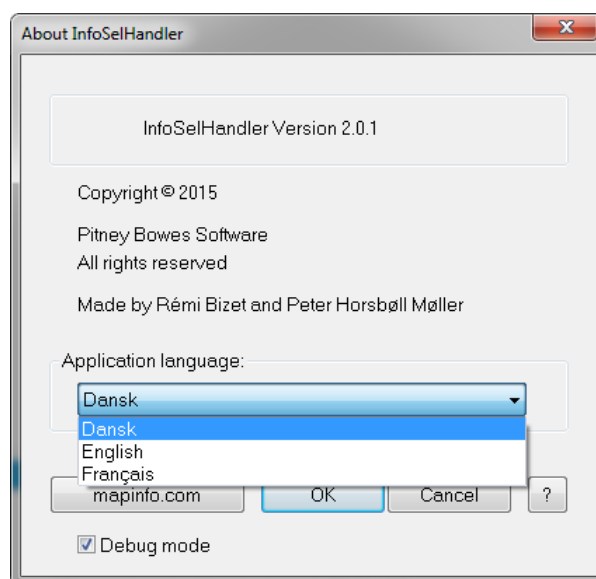 About InfoSelHandler
InfoSelHandler Version 2.0.1
Copyright © 2015
Pitney Bowes Software
All rights reserved
Made by Rémi Bizet and Peter Horsbøll Møller
Application language:
Dansk
Dansk
English
Français
mapinfo.com OK Cancel ?
Debug mode